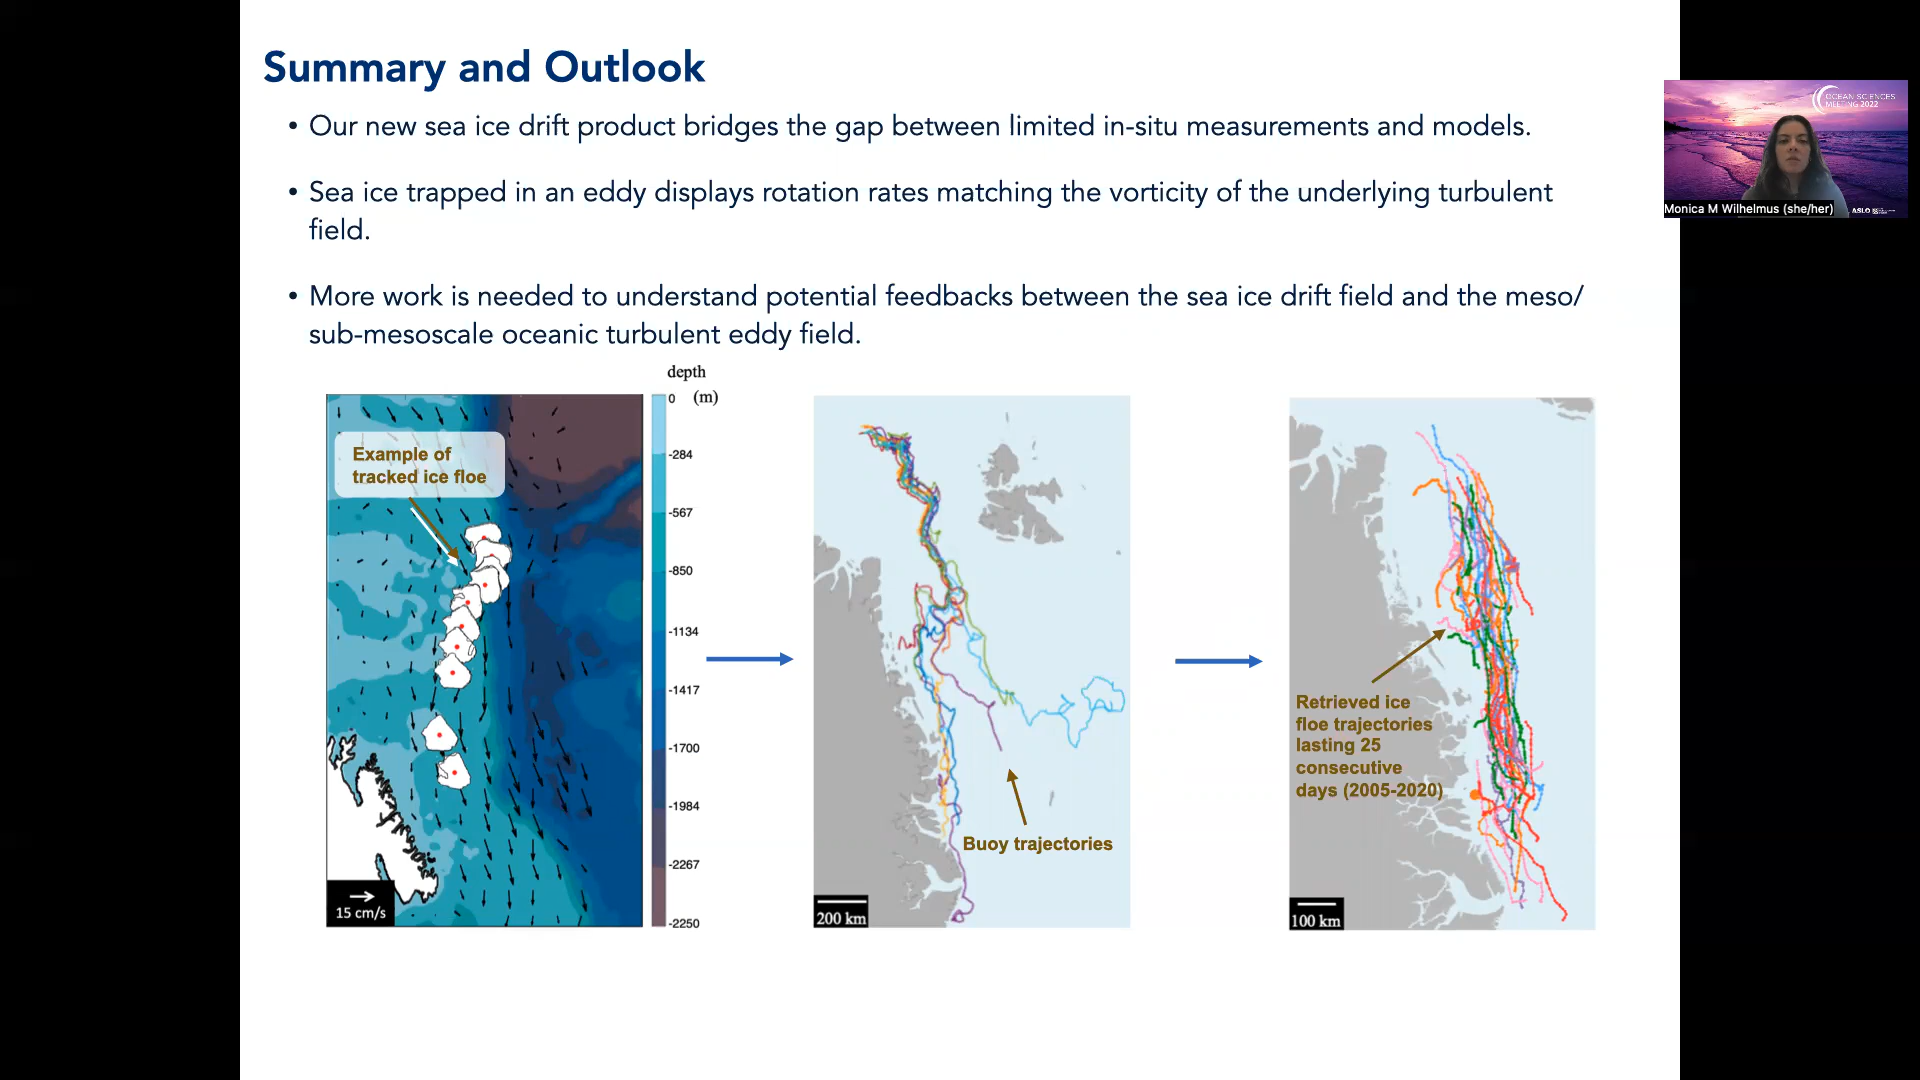 Summary and Outlook
• Our new sea ice drift product bridges the gap between limited in-situ measurements and models.
• Sea ice trapped in an eddy displays rotation rates matching the vorticity of the underlying turbulent
field.
• More work is needed to understand potential feedbacks between the sea ice drift field and the meso/
sub-mesoscale oceanic turbulent eddy field.
OCEAN SCIENCES
MEETING 2022
Monica M Wilhelmus (she/her)
ASLO
depth
(m)
0
-284
-567
-850
-1134
-1417
-1700
-1984
-2267
-2250
Example of
tracked ice floe
15 cm/s
Buoy trajectories
200 km
Retrieved ice
floe trajectories
lasting 25
consecutive
days (2005-2020)
100 km